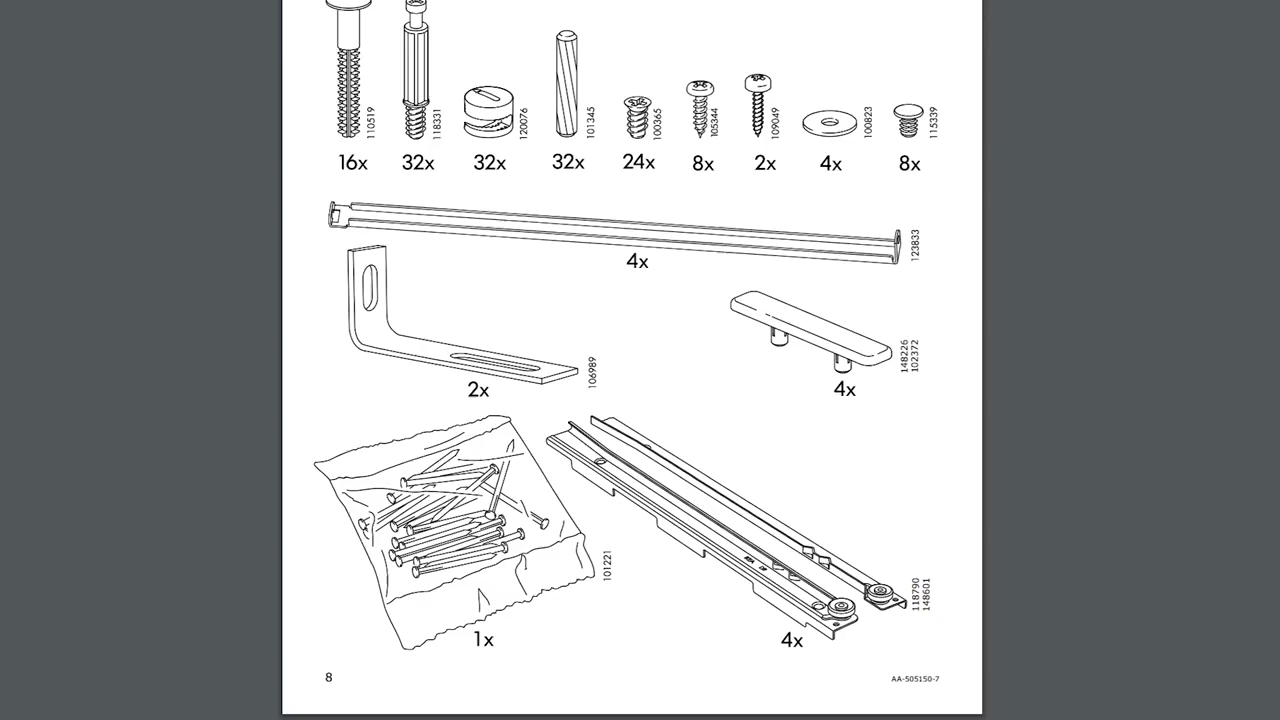 110519
118331
120076
101345
100365
105344
109049
100823
115339
16x 32x 32x 32x 24x 8x 2x 4x 8x
123833
4x
106989
2x
148226
102372
4x
101221
1x
118790
148601
4x
8 AA-505150-7